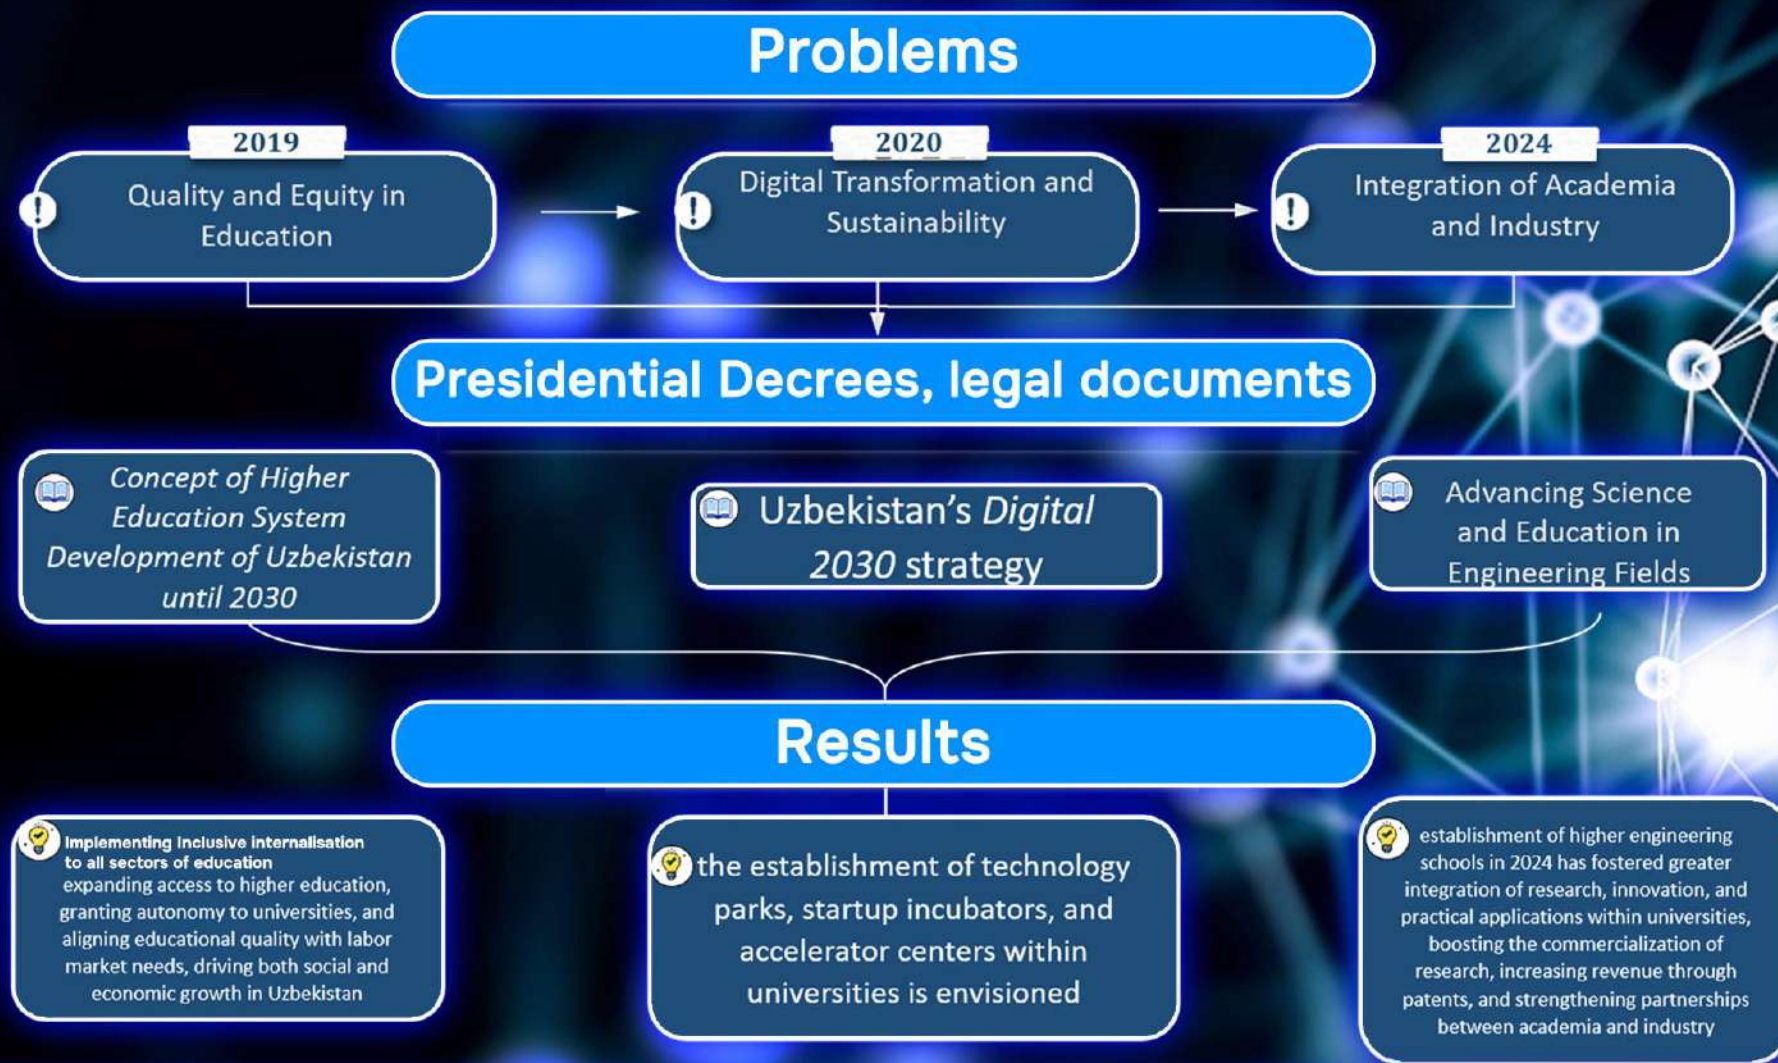 Problems
2019
Quality and Equity in
Education
2020
Digital Transformation and
Sustainability
2024
Integration of Academia
and Industry
Presidential Decrees, legal documents
Concept of Higher
Education System
Development of Uzbekistan
until 2030
Uzbekistan’s Digital
2030 strategy
Advancing Science
and Education in
Engineering Fields
Results
Implementing inclusive internalisation
to all sectors of education
expanding access to higher education,
granting autonomy to universities, and
aligning educational quality with labor
market needs, driving both social and
economic growth in Uzbekistan
the establishment of technology
parks, startup incubators, and
accelerator centers within
universities is envisioned
establishment of higher engineering
schools in 2024 has fostered greater
integration of research, innovation, and
practical applications within universities,
boosting the commercialization of
research, increasing revenue through
patents, and strengthening partnerships
between academia and industry